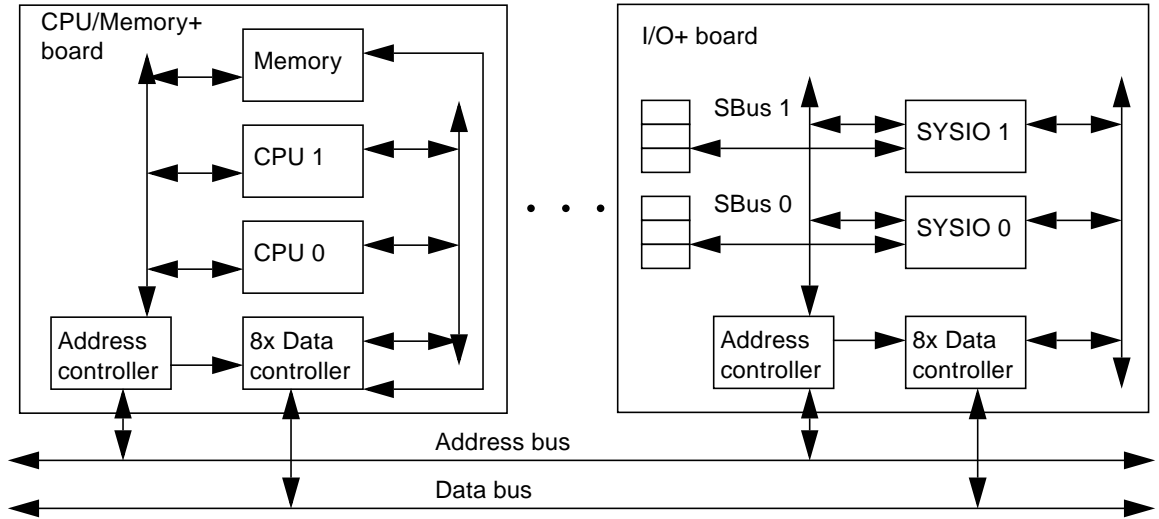 CPU/Memory+
board
Memory
CPU 1
CPU 0
Address
controller
8x Data
controller
I/O+ board
SBus 1
SYSIO 1
SBus 0
SYSIO 0
Address
controller
8x Data
controller
Address bus
Data bus